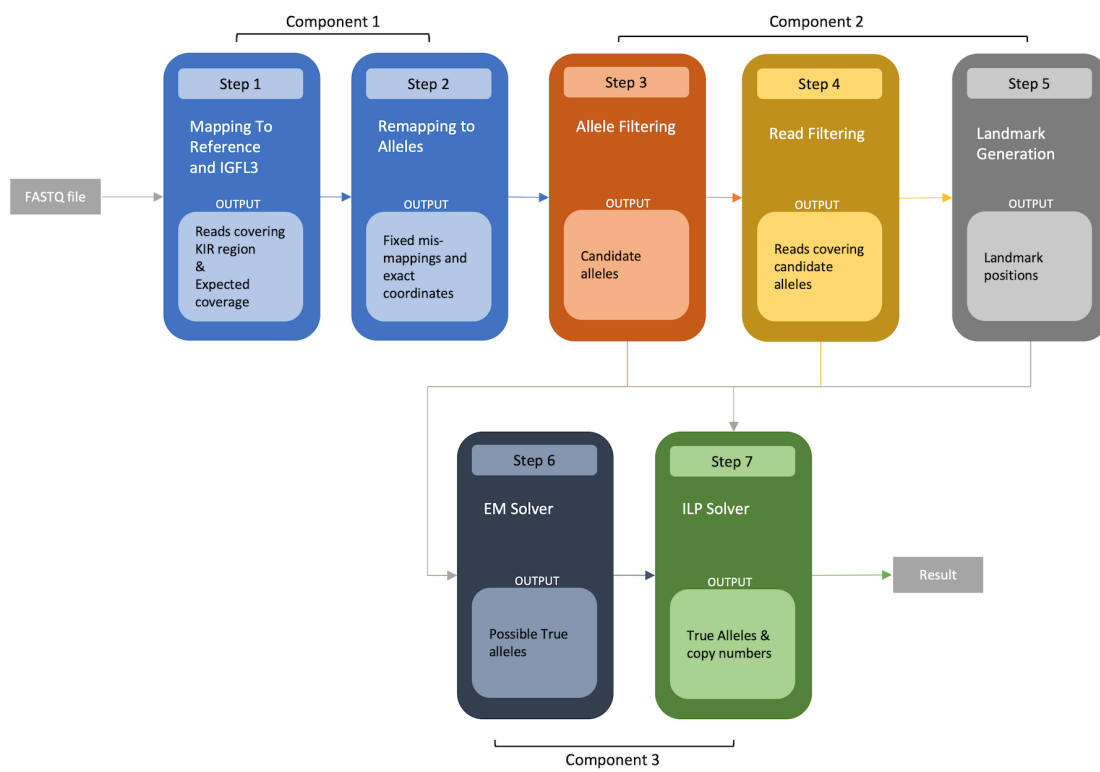 Component 1
Component 2
Step 1
Mapping To
Reference
and IGFL3
OUTPUT
Reads covering
KIR region
&
Expected
coverage
Step 2
Remapping to
Alleles
OUTPUT
Fixed mis-
mappings and
exact
coordinates
Step 3
Allele Filtering
OUTPUT
Candidate
alleles
Step 4
Read Filtering
OUTPUT
Reads covering
candidate
alleles
Step 5
Landmark
Generation
OUTPUT
Landmark
positions
FASTQ file
Step 6
EM Solver
OUTPUT
Possible True
alleles
Step 7
ILP Solver
OUTPUT
True Alleles &
copy numbers
Result
Component 3